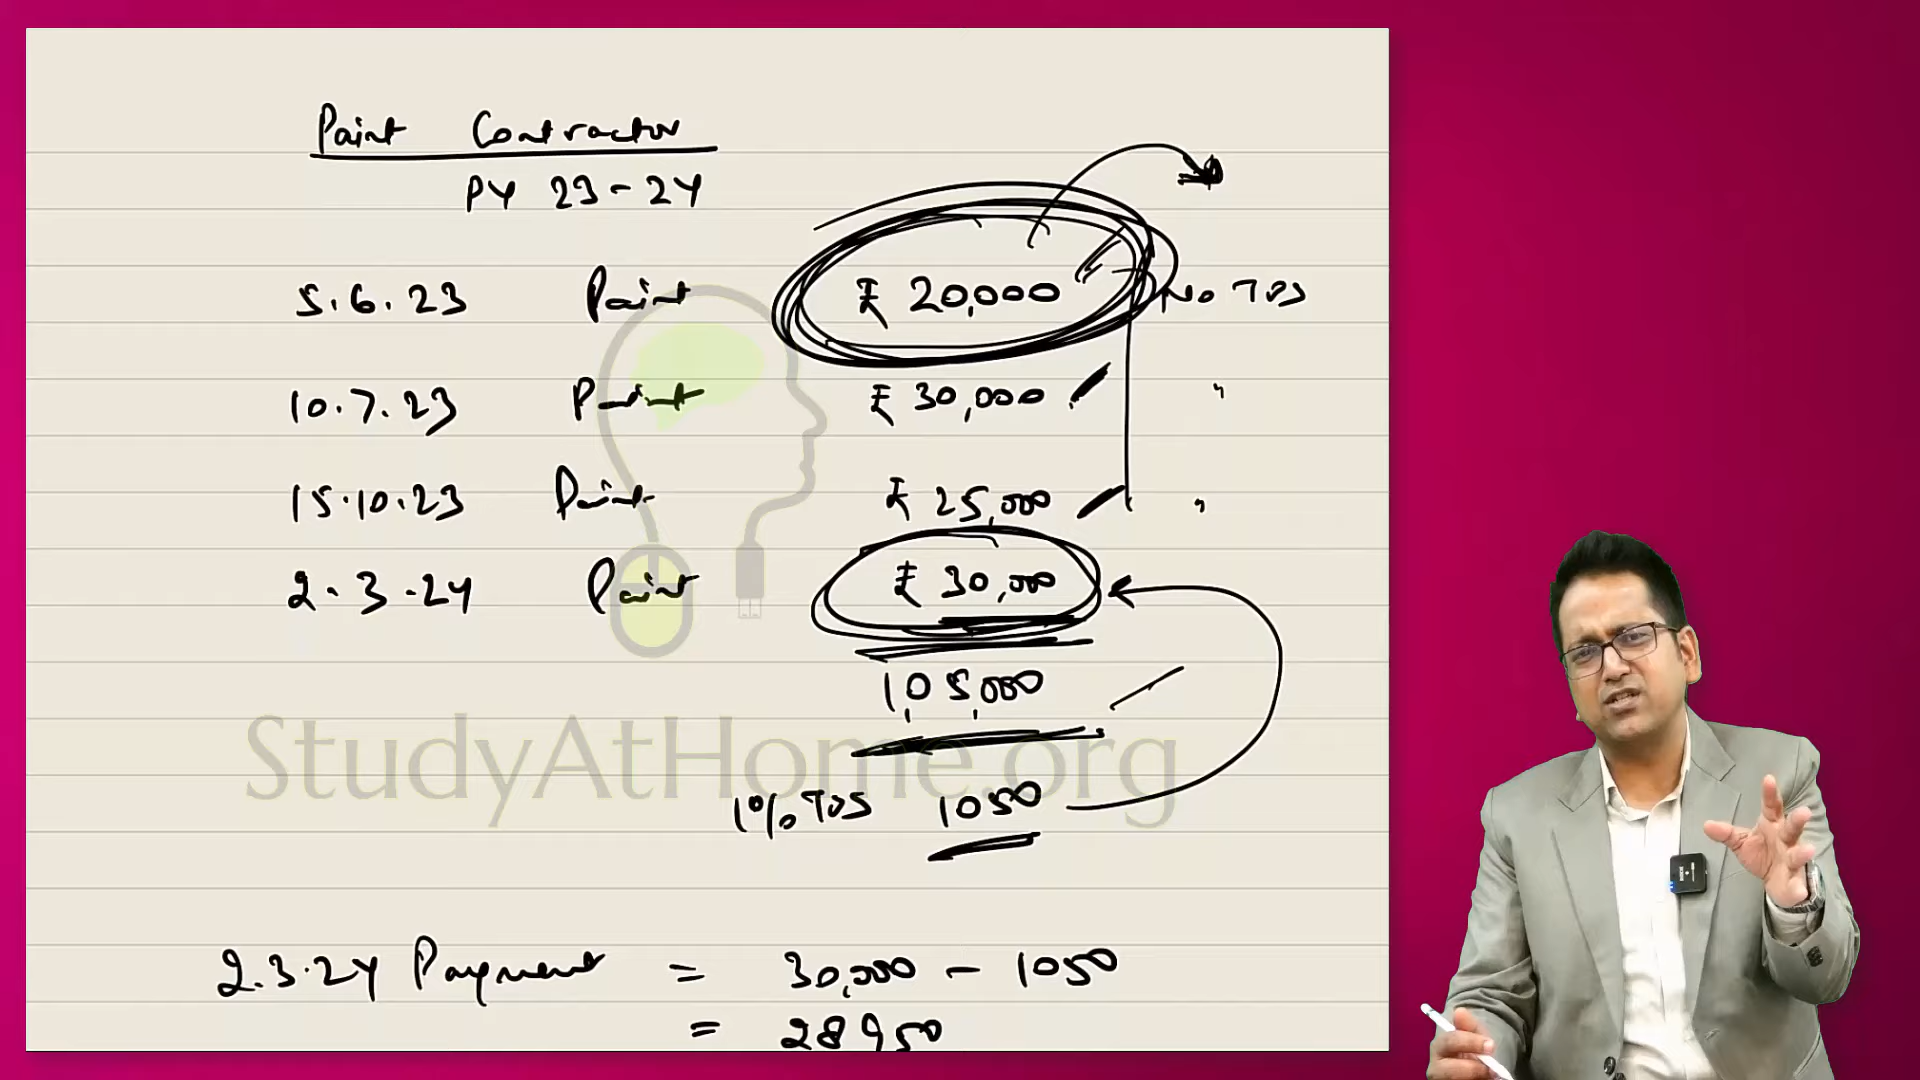 Paint Contractor
PY 23-24
5.6.23 Paint ₹ 20,000 No TDS
10.7.23 Paint ₹ 30,000 "
15.10.23 Paint ₹ 25,000 "
2.3.24 Paint ₹ 30,000
1,05,000
StudyAtHome.org
1% TDS 1050
2.3.24 Payment = 30,000 - 1050
= 28950